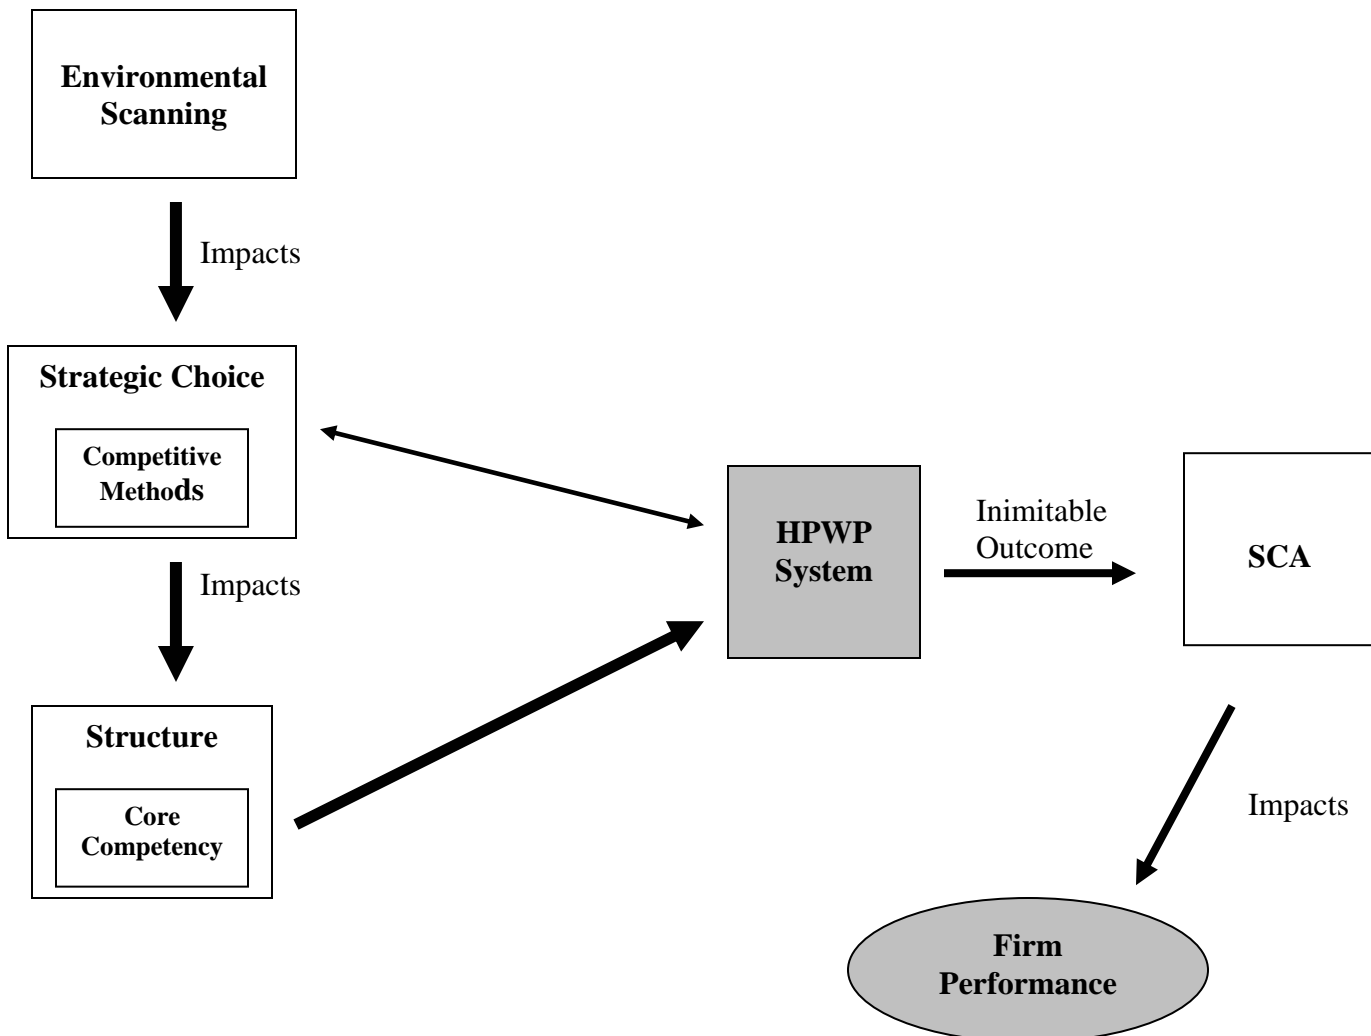 Environmental
Scanning
Impacts
Strategic Choice
Competitive
Methods
Impacts
Structure
Core
Competency
HPWP
System
Inimitable
Outcome
SCA
Impacts
Firm
Performance